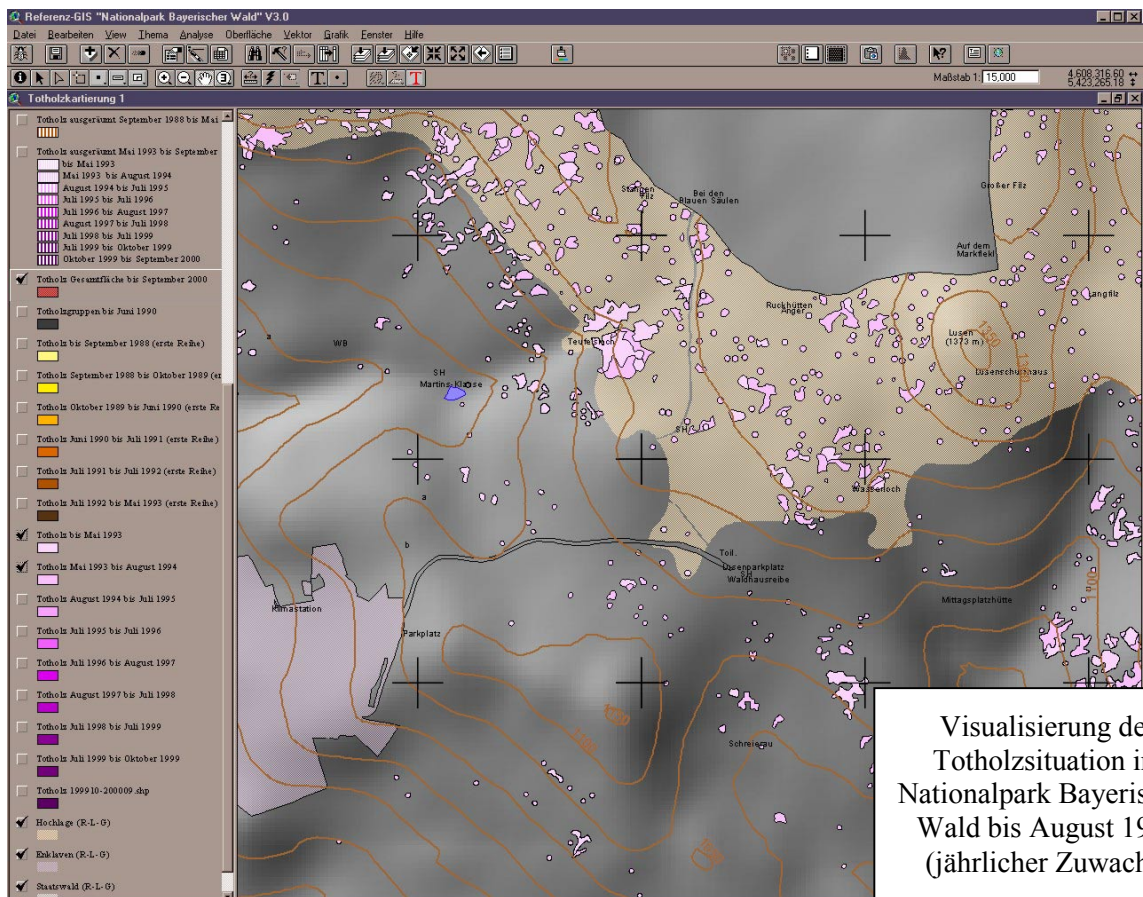 Referenz-GIS "Nationalpark Bayerischer Wald" V3.0
Datei Bearbeiten View Thema Analyse Oberfläche Vektor Grafik Fenster Hilfe
Maßstab 1: 15,000
4,608,316.60
5,423,265.18
Totholzkartierung 1
Totholz ausgeräumt September 1988 bis Mai
Totholz ausgeräumt Mai 1993 bis September
bis Mai 1993
Mai 1993 bis August 1994
August 1994 bis Juli 1995
Juli 1995 bis Juli 1996
Juli 1996 bis August 1997
August 1997 bis Juli 1998
Juli 1998 bis Juli 1999
Juli 1999 bis Oktober 1999
Oktober 1999 bis September 2000
Totholz Gesamtfläche bis September 2000
Totholzgruppen bis Juni 1990
Totholz bis September 1988 (erste Reihe)
Totholz September 1988 bis Oktober 1989 (er
Totholz Oktober 1989 bis Juni 1990 (erste Re
Totholz Juni 1990 bis Juli 1991 (erste Reihe)
Totholz Juli 1991 bis Juli 1992 (erste Reihe)
Totholz Juli 1992 bis Mai 1993 (erste Reihe)
Totholz bis Mai 1993
Totholz Mai 1993 bis August 1994
Totholz August 1994 bis Juli 1995
Totholz Juli 1995 bis Juli 1996
Totholz Juli 1996 bis August 1997
Totholz August 1997 bis Juli 1998
Totholz Juli 1998 bis Juli 1999
Totholz Juli 1999 bis Oktober 1999
Totholz 199910-200009.shp
Hochlage (R-L-G)
Enklaven (R-L-G)
Staatswald (R-L-G)
Stangen
Filz
Bei den
Blauen Säulen
Großer Filz
Auf dem
Marktfleckl
Langfilz
Ruckhütten
Anger
Lusen
(1373 m)
1320
Lusenschutzhaus
Teufelsloch
a
WB
SH
Martins-Klause
SH
Wasserloch
a
b
Toil.
Lusenparkplatz
SH
Waldhausreibe
Mittagsplatzhütte
1100
Klimastation
Parkplatz
Schreierau
Visualisierung de
Totholzsituation i
Nationalpark Bayeris
Wald bis August 19
(jährlicher Zuwach